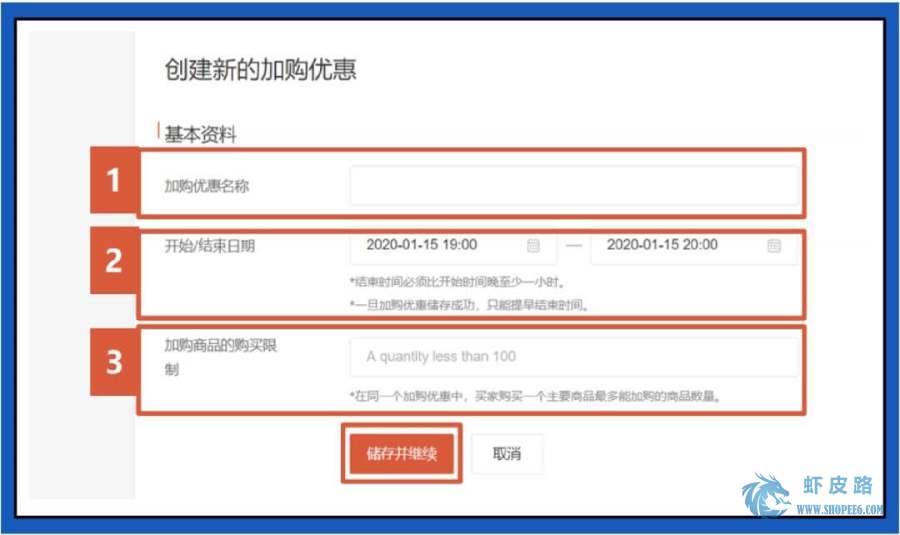 创建新的加购优惠
基本资料
1
加购优惠名称
2
开始/结束日期
2020-01-15 19:00 — 2020-01-15 20:00
*结束时间必须比开始时间晚至少一小时。
*一旦加购优惠储存成功，只能提早结束时间。
3
加购商品的购买限
制
A quantity less than 100
*在同一个加购优惠中，买家购买一个主要商品最多能加购的商品数量。
储存并继续 取消
虾皮路
WWW.SHOPEE6.COM